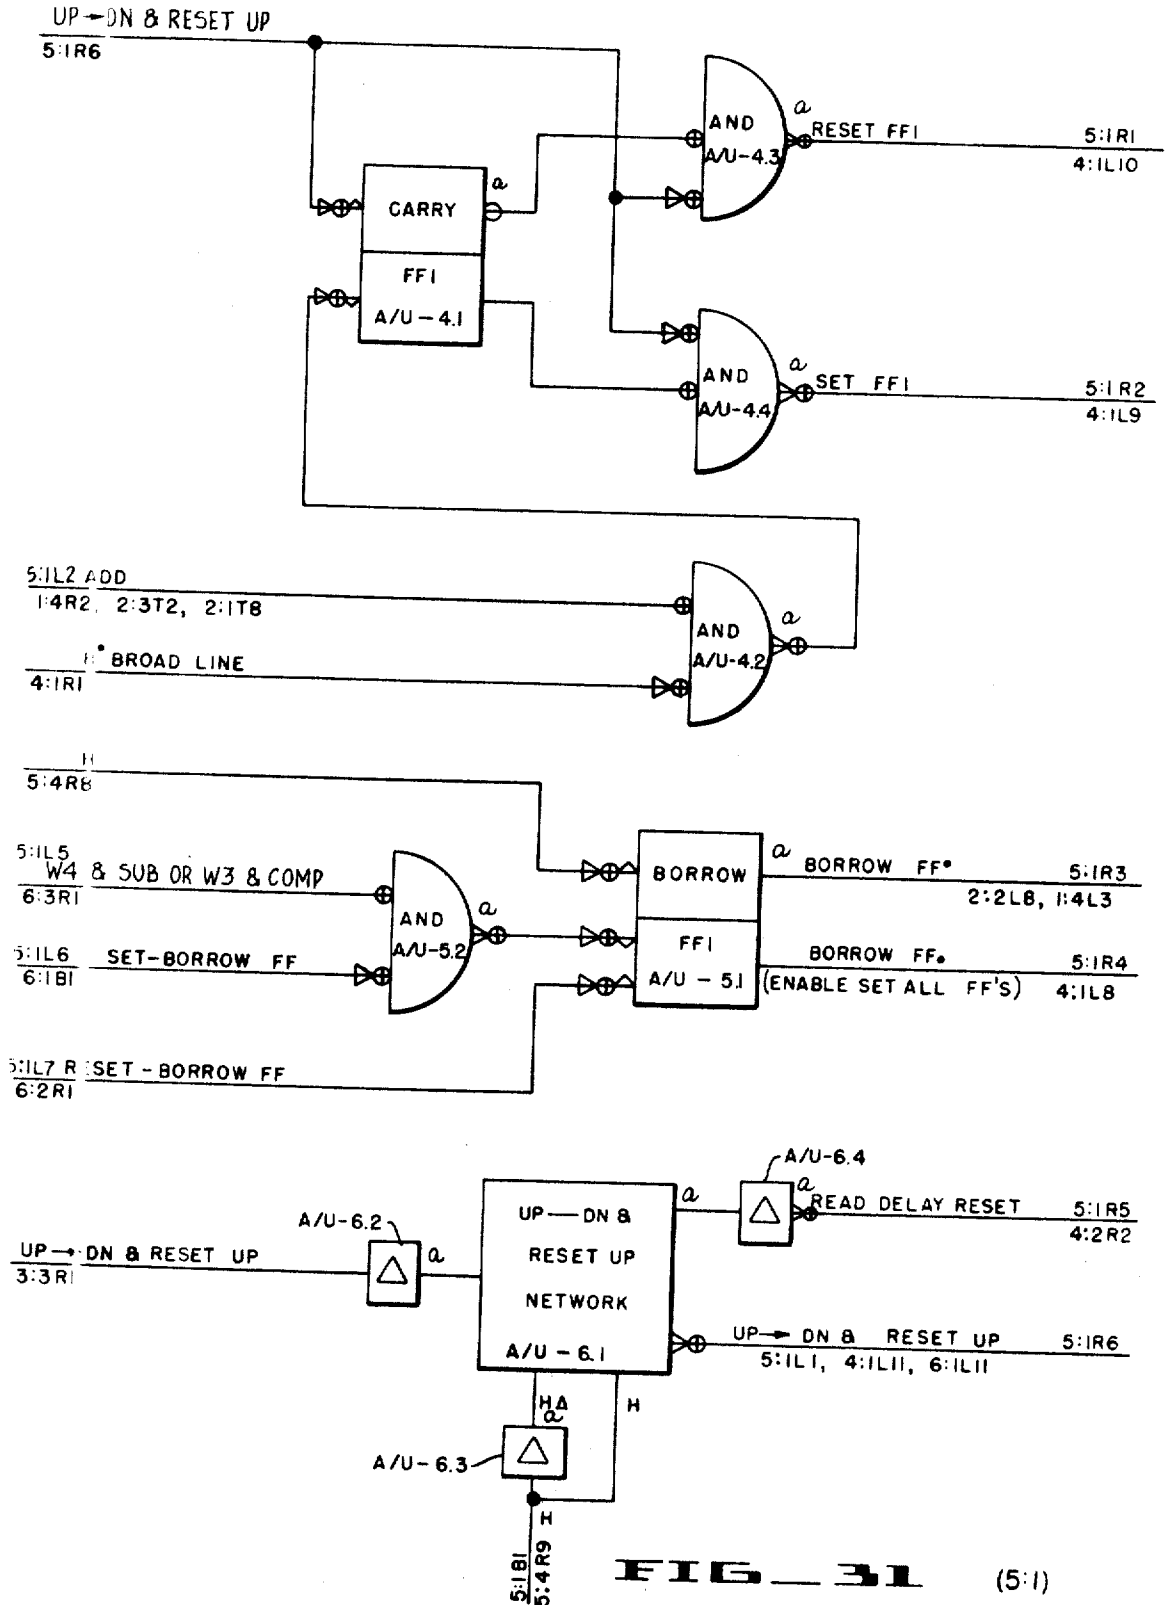 UP→DN & RESET UP
5:1R6
AND
A/U-4.3
a
RESET FF1
5:1R1
4:1L10
CARRY
a
FF1
A/U-4.1
AND
A/U-4.4
a
SET FF1
5:1R2
4:1L9
5:1L2 ADD
1:4R2, 2:3T2, 2:1T8
AND
A/U-4.2
a
BROAD LINE
4:1R1
H
5:4R8
5:1L5
W4 & SUB OR W3 & COMP
6:3R1
AND
A/U-5.2
a
5:1L6 SET-BORROW FF
6:1B1
BORROW
a
BORROW FF•
5:1R3
2:2L8, 1:4L3
FF1
A/U-5.1
BORROW FF.
5:1R4
(ENABLE SET ALL FF'S) 4:1L8
5:1L7 RESET-BORROW FF
6:2R1
A/U-6.4
a
READ DELAY RESET
5:1R5
4:2R2
UP—DN &
RESET UP
NETWORK
A/U-6.1
a
A/U-6.2
a
△
△
UP→DN & RESET UP
3:3R1
UP→DN & RESET UP
5:1R6
5:1L1, 4:1L11, 6:1L11
HΔ
H
a
△
A/U-6.3
H
5:1B1
5:4R9
FIG_31 (5:1)